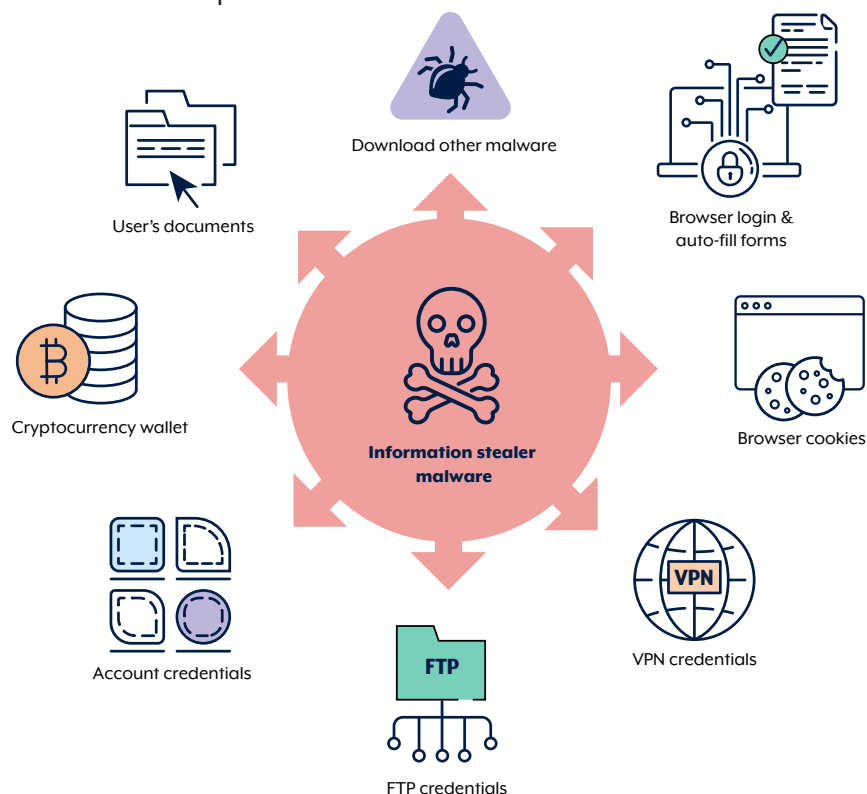 Download other malware
User's documents
Browser login &
auto-fill forms
Cryptocurrency wallet
Information stealer
malware
Browser cookies
Account credentials
VPN
VPN credentials
FTP
FTP credentials